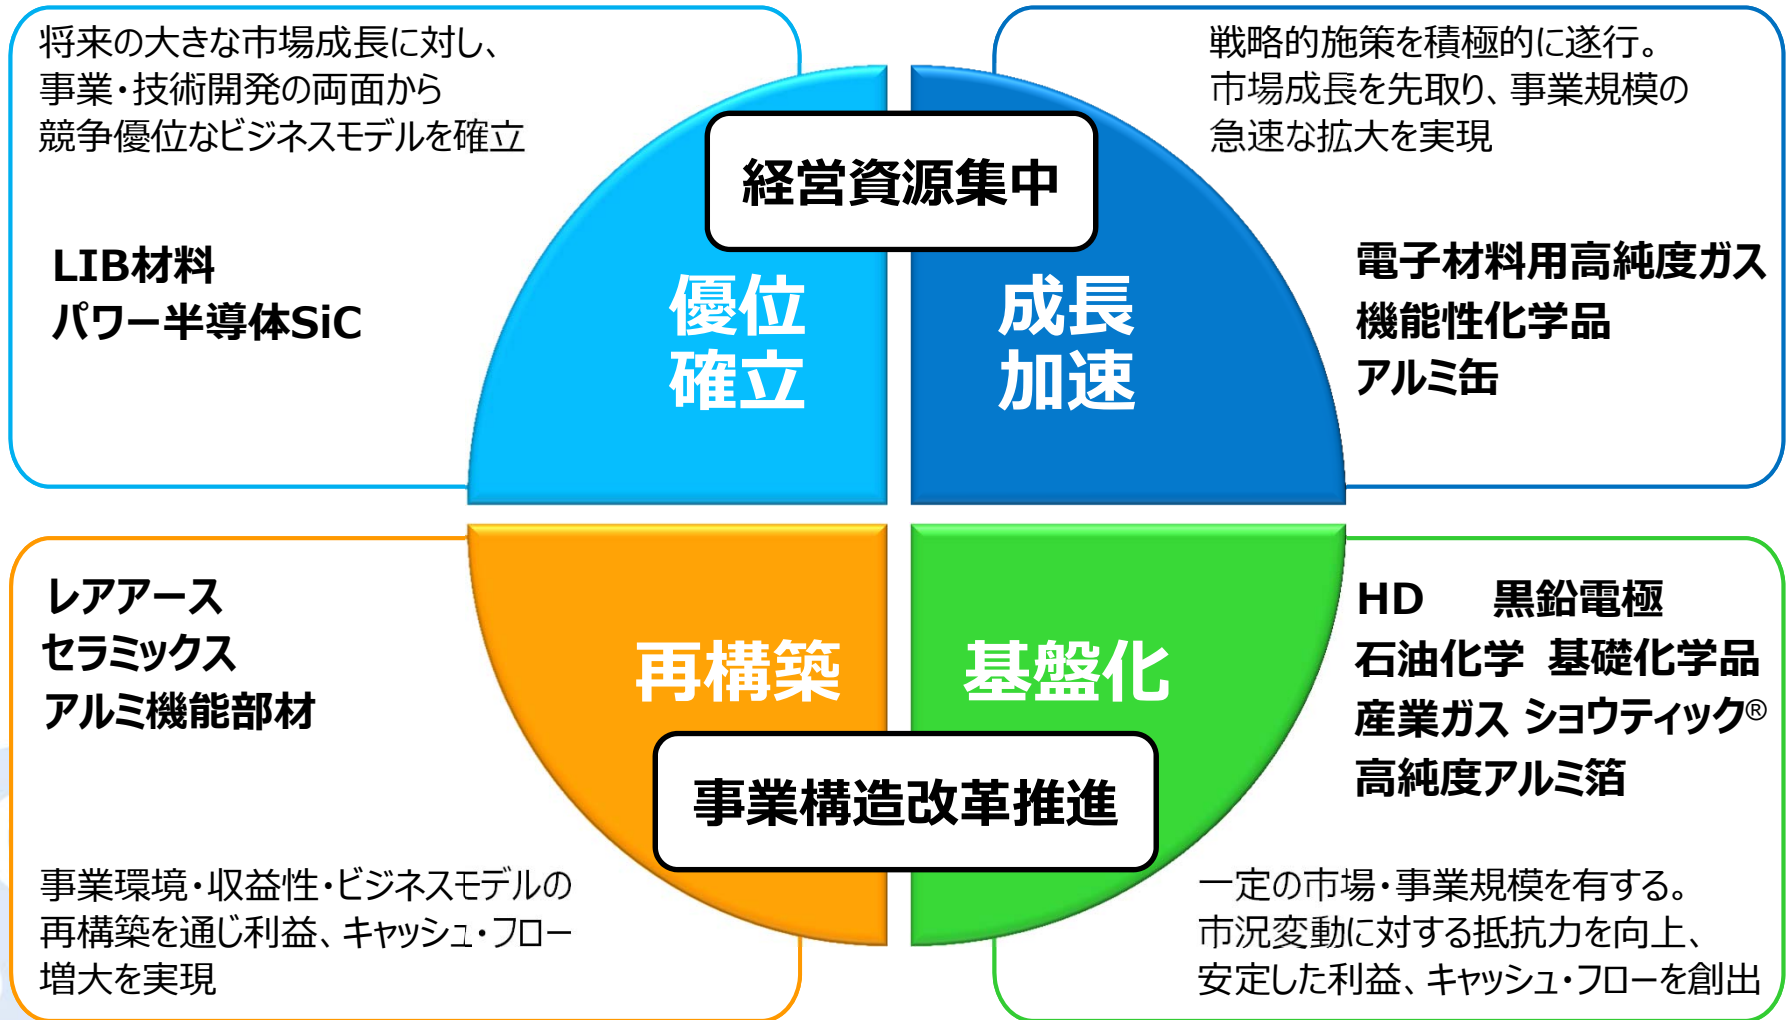 将来の大きな市場成長に対し、
事業・技術開発の両面から
競争優位なビジネスモデルを確立
LIB材料
パワー半導体SiC
戦略的施策を積極的に遂行。
市場成長を先取り、事業規模の
急速な拡大を実現
電子材料用高純度ガス
機能性化学品
アルミ缶
経営資源集中
優位
確立
成長
加速
再構築
基盤化
事業構造改革推進
レアアース
セラミックス
アルミ機能部材
事業環境・収益性・ビジネスモデルの
再構築を通じ利益、キャッシュ・フロー
増大を実現
HD 黒鉛電極
石油化学 基礎化学品
産業ガス ショウティック®
高純度アルミ箔
一定の市場・事業規模を有する。
市況変動に対する抵抗力を向上、
安定した利益、キャッシュ・フローを創出